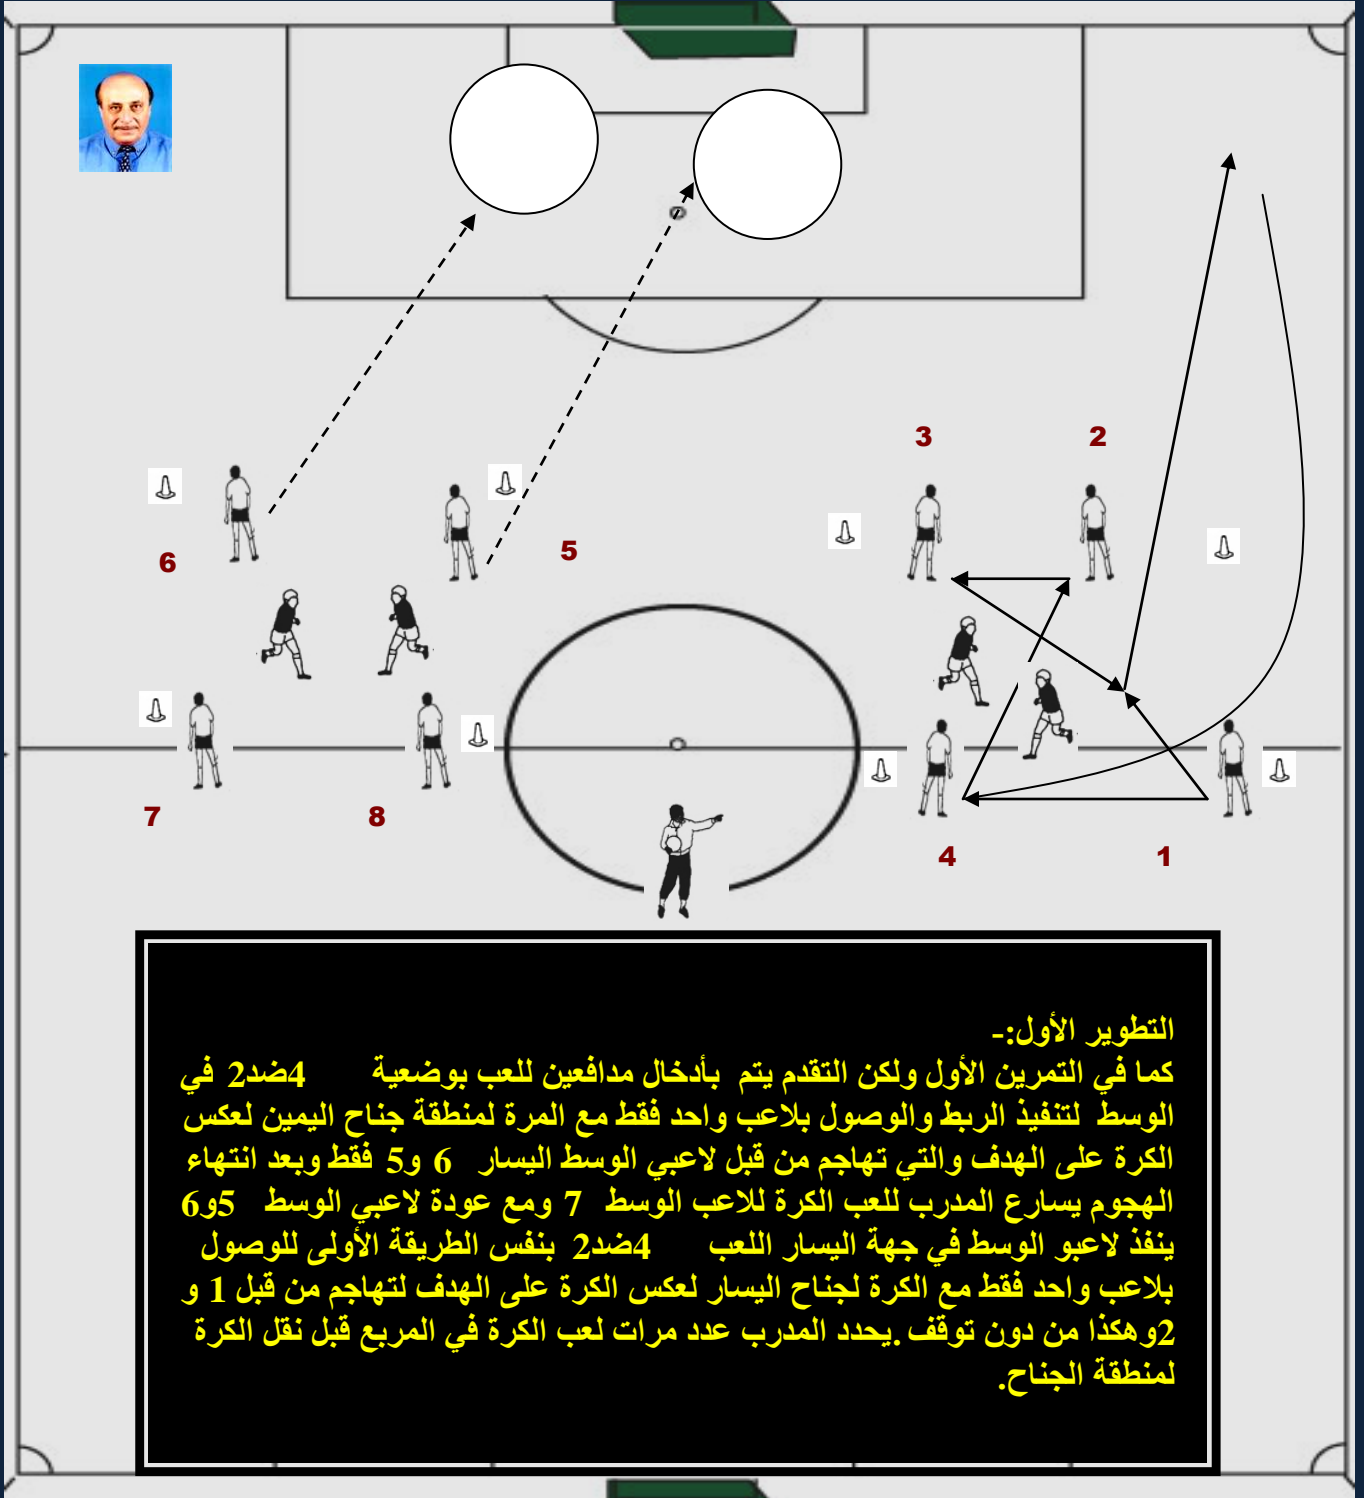 3 2
6 5
7 8
4 1
التطوير الأول:-
كما في التمرين الأول ولكن التقدم يتم بأدخال مدافعين للعب بوضعية 4ضد2 في
الوسط لتنفيذ الربط والوصول بلاعب واحد فقط مع المرة لمنطقة جناح اليمين لعكس
الكرة على الهدف والتي تهاجم من قبل لاعبي الوسط اليسار 6 و5 فقط وبعد انتهاء
الهجوم يسارع المدرب للعب الكرة للاعب الوسط 7 ومع عودة لاعبي الوسط 5و6
ينفذ لاعبو الوسط في جهة اليسار اللعب 4ضد2 بنفس الطريقة الأولى للوصول
بلاعب واحد فقط مع الكرة لجناح اليسار لعكس الكرة على الهدف لتهاجم من قبل 1 و
2وهكذا من دون توقف .يحدد المدرب عدد مرات لعب الكرة في المربع قبل نقل الكرة
لمنطقة الجناح.